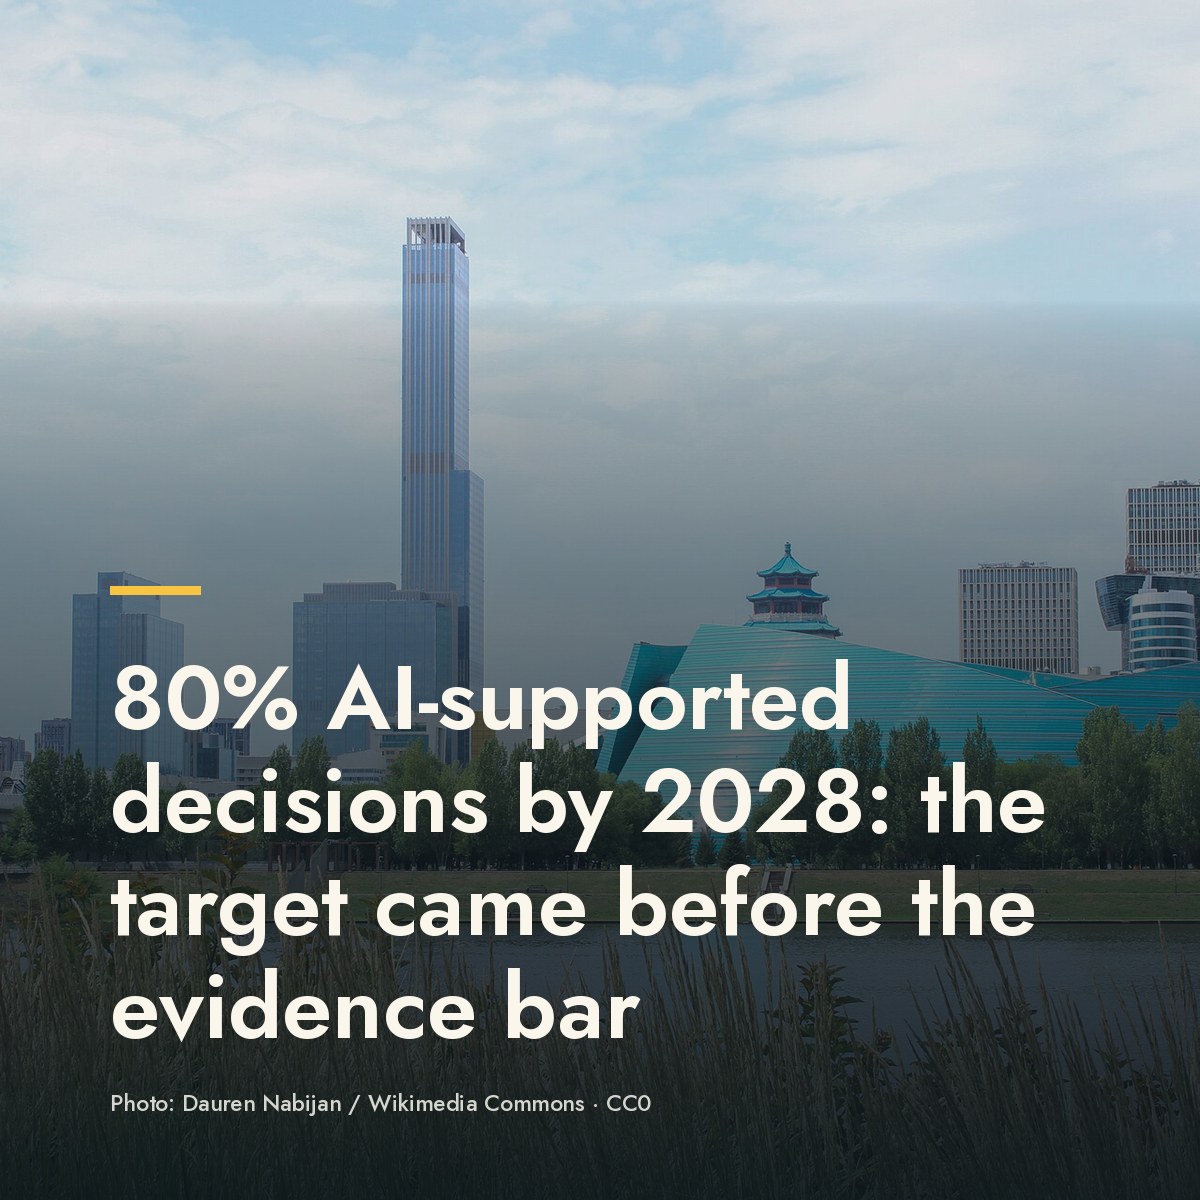 80% AI-supported
decisions by 2028: the
target came before the
evidence bar
Photo: Dauren Nabijan / Wikimedia Commons · CC0